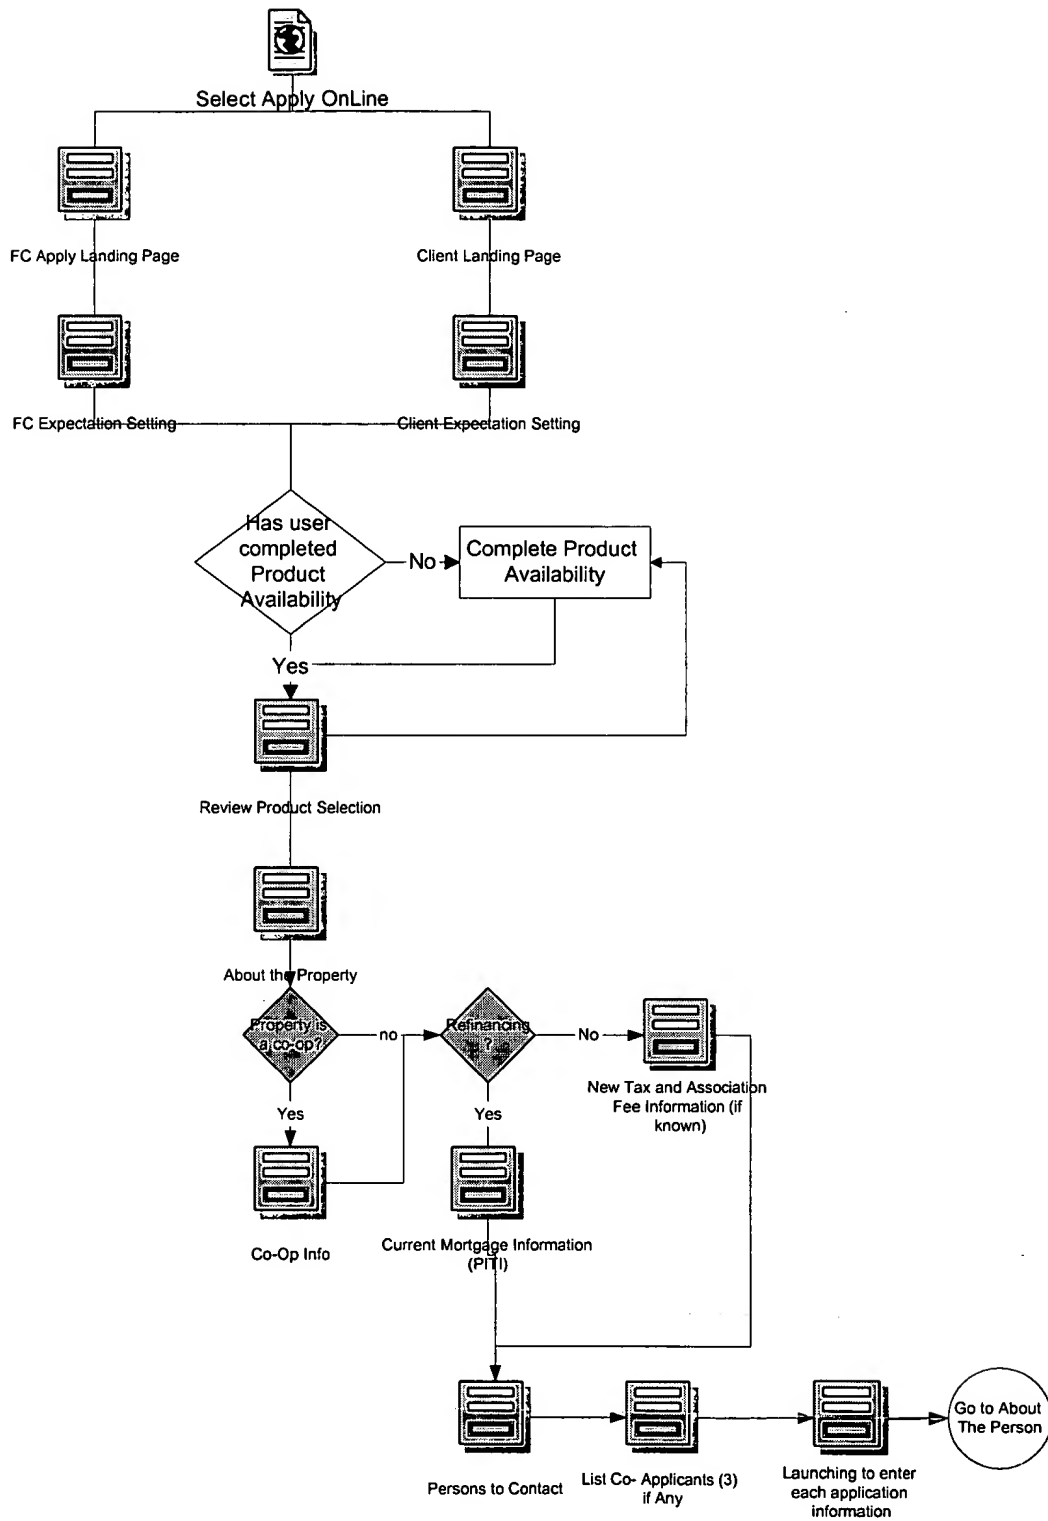 Select Apply OnLine
FC Apply Landing Page
Client Landing Page
FC Expectation Setting
Client Expectation Setting
Has user
completed
Product
Availability
No
Complete Product
Availability
Yes
Review Product Selection
About the Property
Property is
a co-op?
no
Refinancing
?
No
New Tax and Association
Fee Information (if
known)
Yes
Yes
Co-Op Info
Current Mortgage Information
(PITI)
Persons to Contact
List Co- Applicants (3)
if Any
Launching to enter
each application
information
Go to About
The Person